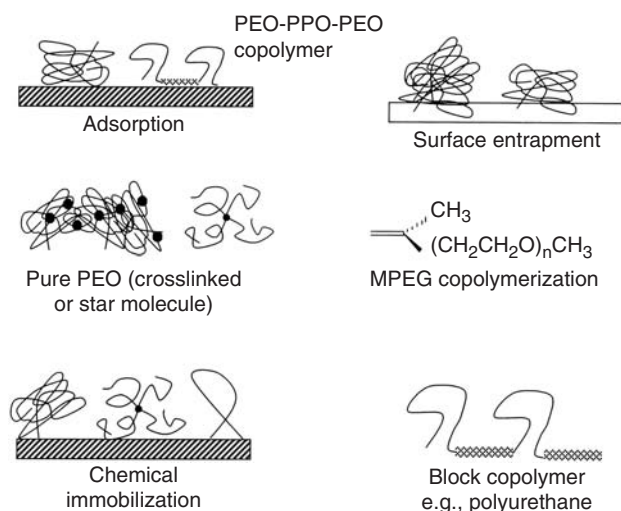 PEO-PPO-PEO
copolymer
Adsorption
Surface entrapment
CH₃
(CH₂CH₂O)ₙCH₃
Pure PEO (crosslinked
or star molecule)
MPEG copolymerization
Chemical
immobilization
Block copolymer
e.g., polyurethane